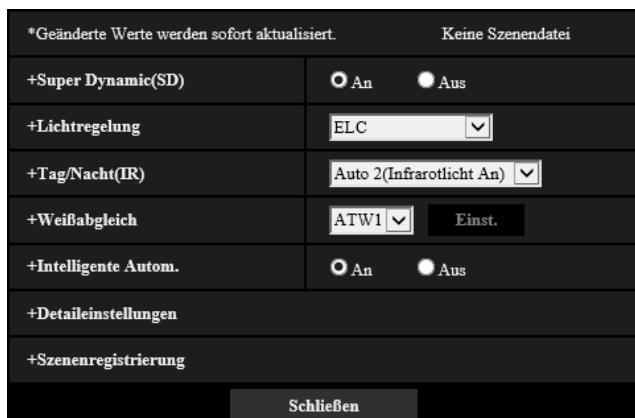 *Geänderte Werte werden sofort aktualisiert. Keine Szenendatei
+Super Dynamic(SD) An Aus
+Lichtregelung ELC
+Tag/Nacht(IR) Auto 2(Infrarotlicht An)
+Weißabgleich ATW1 Einst.
+Intelligente Autom. An Aus
+Detaileinstellungen
+Szenenregistrierung
Schließen